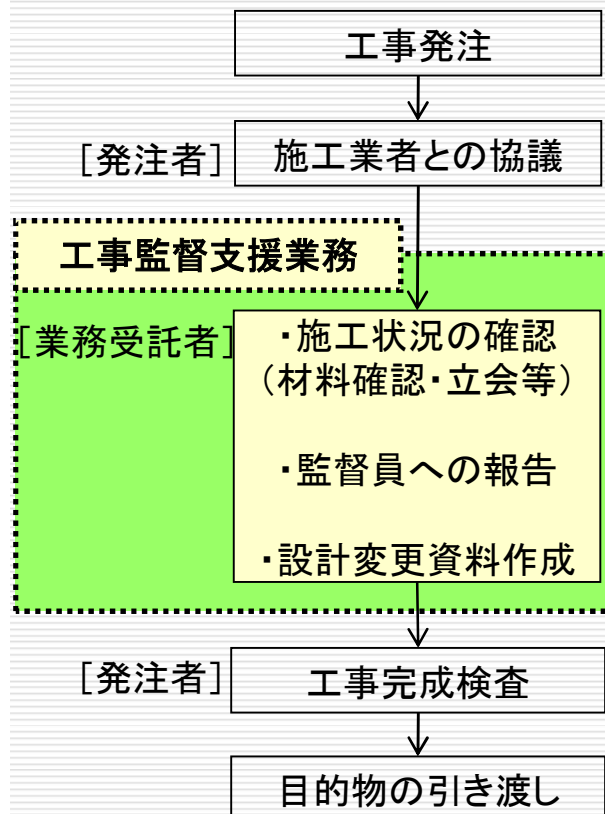 工事発注
[発注者]
施工業者との協議
工事監督支援業務
[業務受託者]
・施工状況の確認
(材料確認・立会等)
・監督員への報告
・設計変更資料作成
[発注者]
工事完成検査
目的物の引き渡し